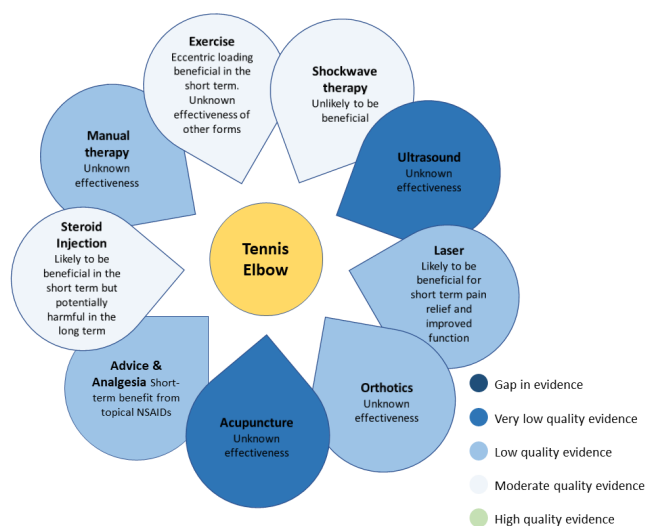 Exercise
Eccentric loading
beneficial in the
short term.
Unknown
effectiveness of
other forms
Shockwave
therapy
Unlikely to be
beneficial
Manual
therapy
Unknown
effectiveness
Ultrasound
Unknown
effectiveness
Steroid
Injection
Likely to be
beneficial in the
short term but
potentially
harmful in the
long term
Tennis
Elbow
Laser
Likely to be
beneficial for
short term pain
relief and
improved
function
Advice &
Analgesia Short-
term benefit from
topical NSAIDs
Acupuncture
Unknown
effectiveness
Orthotics
Unknown
effectiveness
Gap in evidence
Very low quality evidence
Low quality evidence
Moderate quality evidence
High quality evidence